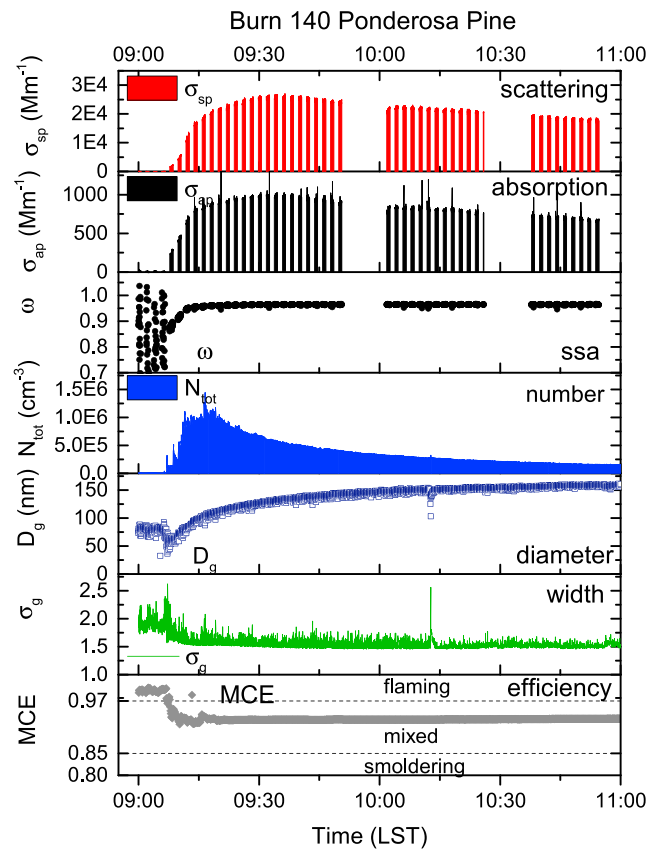 Burn 140 Ponderosa Pine
09:00 09:30 10:00 10:30 11:00
σsp (Mm-1)
3E4
2E4
1E4
0
σsp
scattering
σap (Mm-1)
1000
500
0
σap
absorption
ω
1.0
0.9
0.8
0.7
ω
ssa
Ntot (cm-3)
1.5E6
1.0E6
5.0E5
0.0
Ntot
number
Dg (nm)
150
100
50
0
Dg
diameter
σg
2.5
2.0
1.5
1.0
σg
width
MCE
0.97
0.85
0.80
MCE
flaming
efficiency
mixed
smoldering
09:00 09:30 10:00 10:30 11:00
Time (LST)